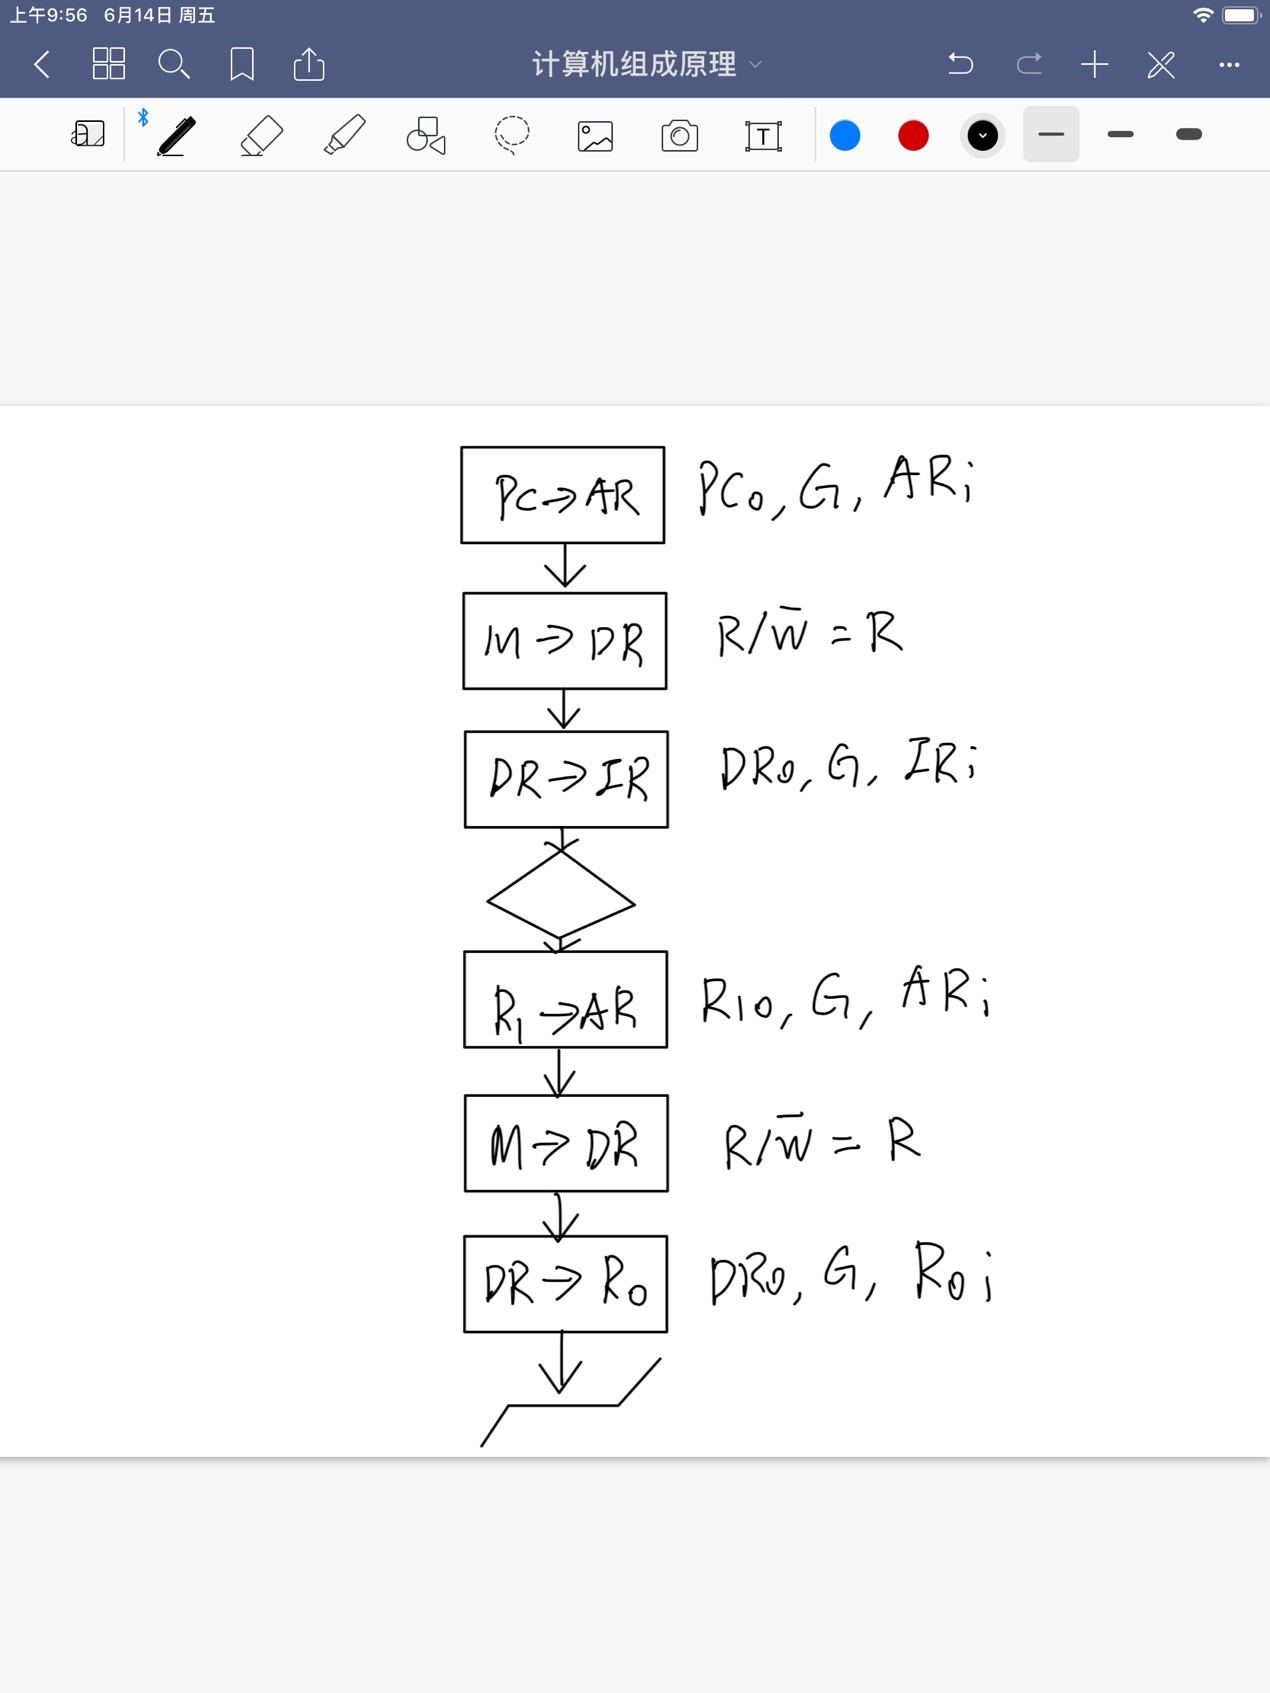 上午9:56 6月14日 周五
计算机组成原理
T
PC→AR PCo, G, ARi
M→DR R/W̅ = R
DR→IR DRo, G, IRi
R₁→AR R1o, G, ARi
M→DR R/W̅ = R
DR→R₀ DRo, G, R₀i